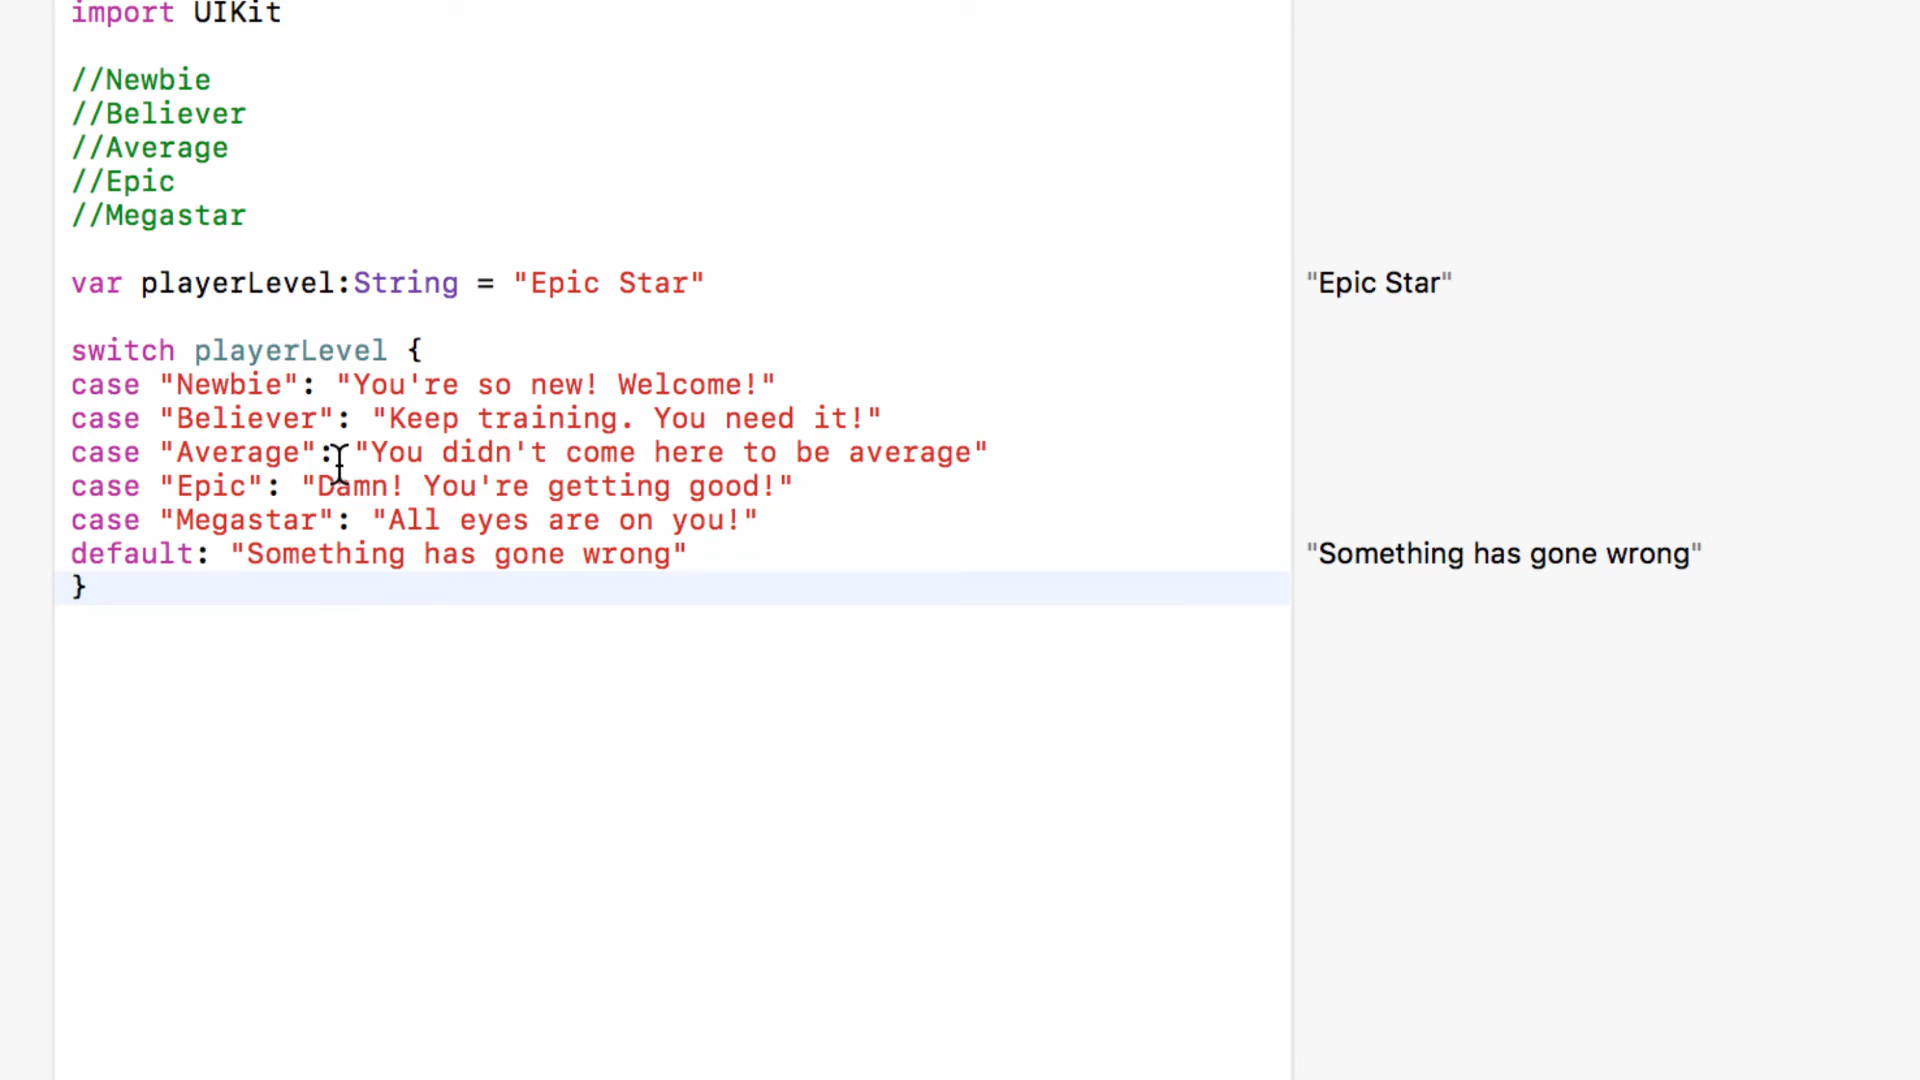 import UIKit
//Newbie
//Believer
//Average
//Epic
//Megastar
var playerLevel:String = "Epic Star"
"Epic Star"
switch playerLevel {
case "Newbie": "You're so new! Welcome!"
case "Believer": "Keep training. You need it!"
case "Average": "You didn't come here to be average"
case "Epic": "Damn! You're getting good!"
case "Megastar": "All eyes are on you!"
default: "Something has gone wrong"
"Something has gone wrong"
}